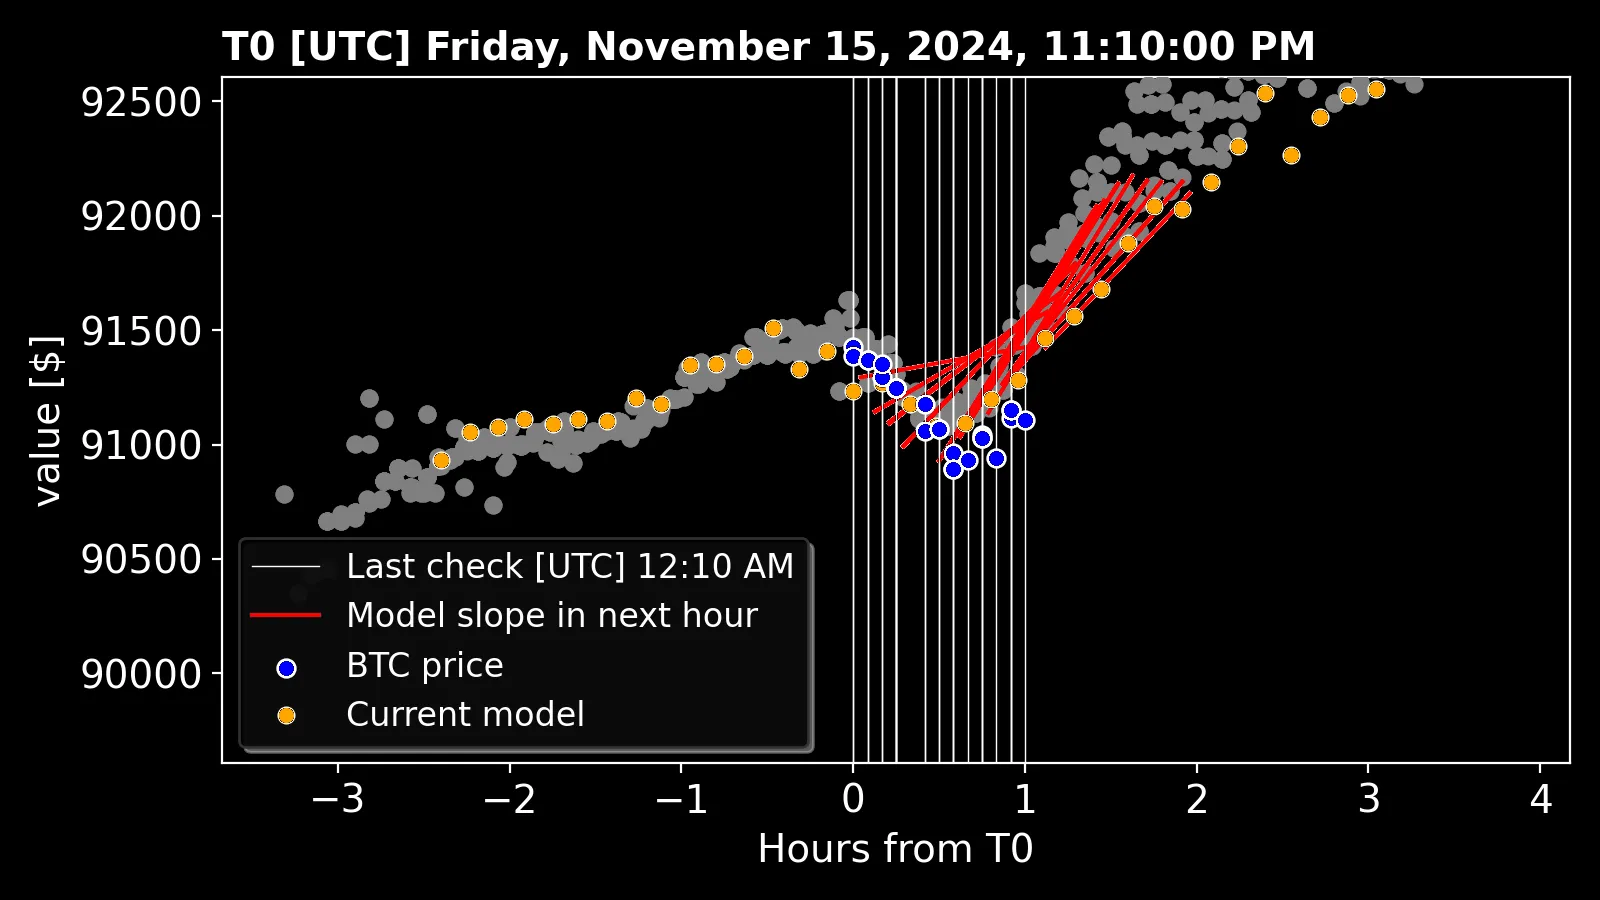 T0 [UTC] Friday, November 15, 2024, 11:10:00 PM
92500
92000
91500
91000
90500
90000
value [$]
Last check [UTC] 12:10 AM
Model slope in next hour
BTC price
Current model
−3 −2 −1 0 1 2 3 4
Hours from T0